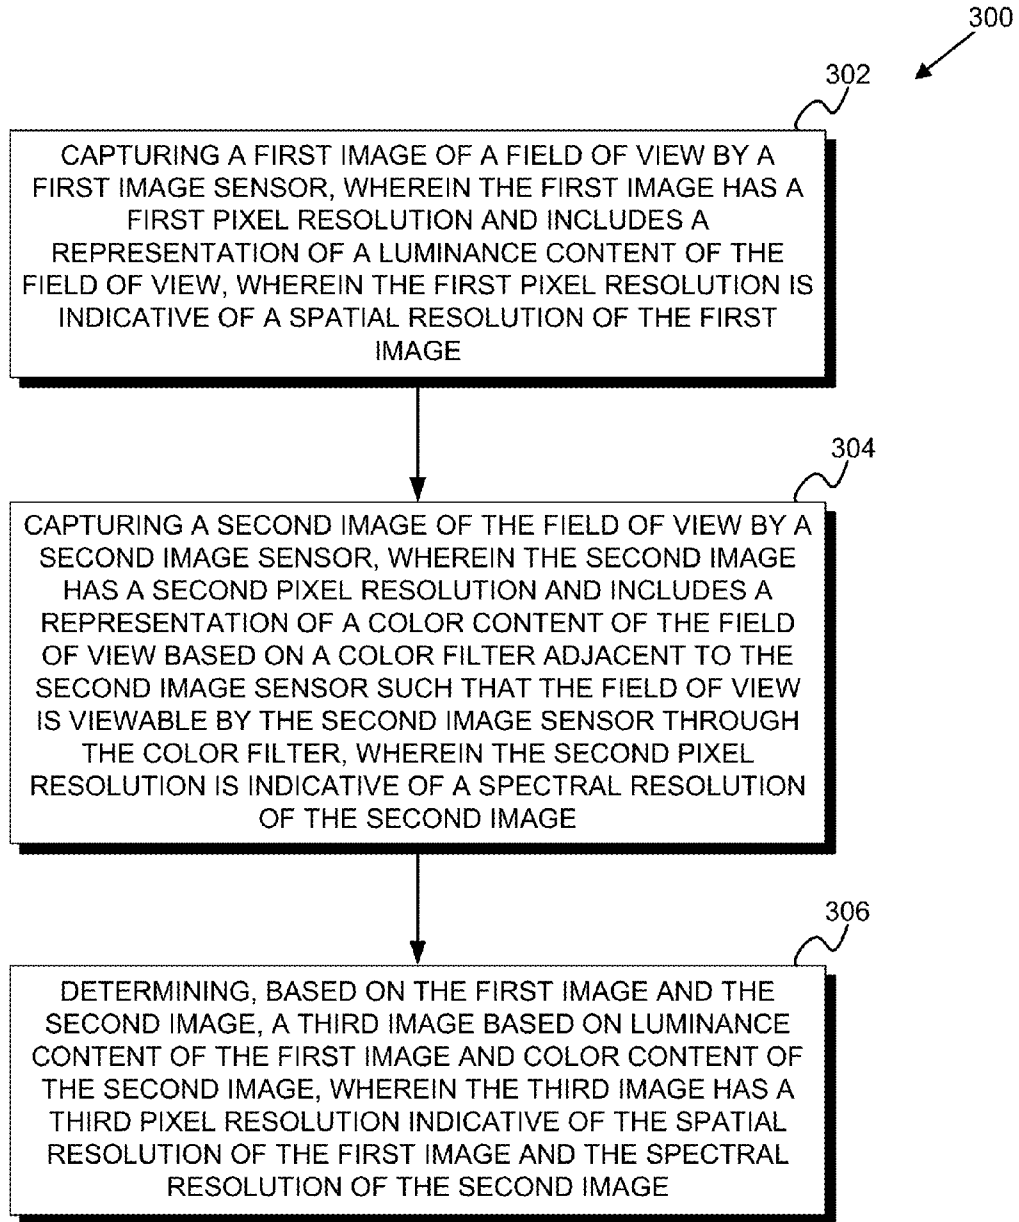 300
302
CAPTURING A FIRST IMAGE OF A FIELD OF VIEW BY A
FIRST IMAGE SENSOR, WHEREIN THE FIRST IMAGE HAS A
FIRST PIXEL RESOLUTION AND INCLUDES A
REPRESENTATION OF A LUMINANCE CONTENT OF THE
FIELD OF VIEW, WHEREIN THE FIRST PIXEL RESOLUTION IS
INDICATIVE OF A SPATIAL RESOLUTION OF THE FIRST
IMAGE
304
CAPTURING A SECOND IMAGE OF THE FIELD OF VIEW BY A
SECOND IMAGE SENSOR, WHEREIN THE SECOND IMAGE
HAS A SECOND PIXEL RESOLUTION AND INCLUDES A
REPRESENTATION OF A COLOR CONTENT OF THE FIELD
OF VIEW BASED ON A COLOR FILTER ADJACENT TO THE
SECOND IMAGE SENSOR SUCH THAT THE FIELD OF VIEW
IS VIEWABLE BY THE SECOND IMAGE SENSOR THROUGH
THE COLOR FILTER, WHEREIN THE SECOND PIXEL
RESOLUTION IS INDICATIVE OF A SPECTRAL RESOLUTION
OF THE SECOND IMAGE
306
DETERMINING, BASED ON THE FIRST IMAGE AND THE
SECOND IMAGE, A THIRD IMAGE BASED ON LUMINANCE
CONTENT OF THE FIRST IMAGE AND COLOR CONTENT OF
THE SECOND IMAGE, WHEREIN THE THIRD IMAGE HAS A
THIRD PIXEL RESOLUTION INDICATIVE OF THE SPATIAL
RESOLUTION OF THE FIRST IMAGE AND THE SPECTRAL
RESOLUTION OF THE SECOND IMAGE